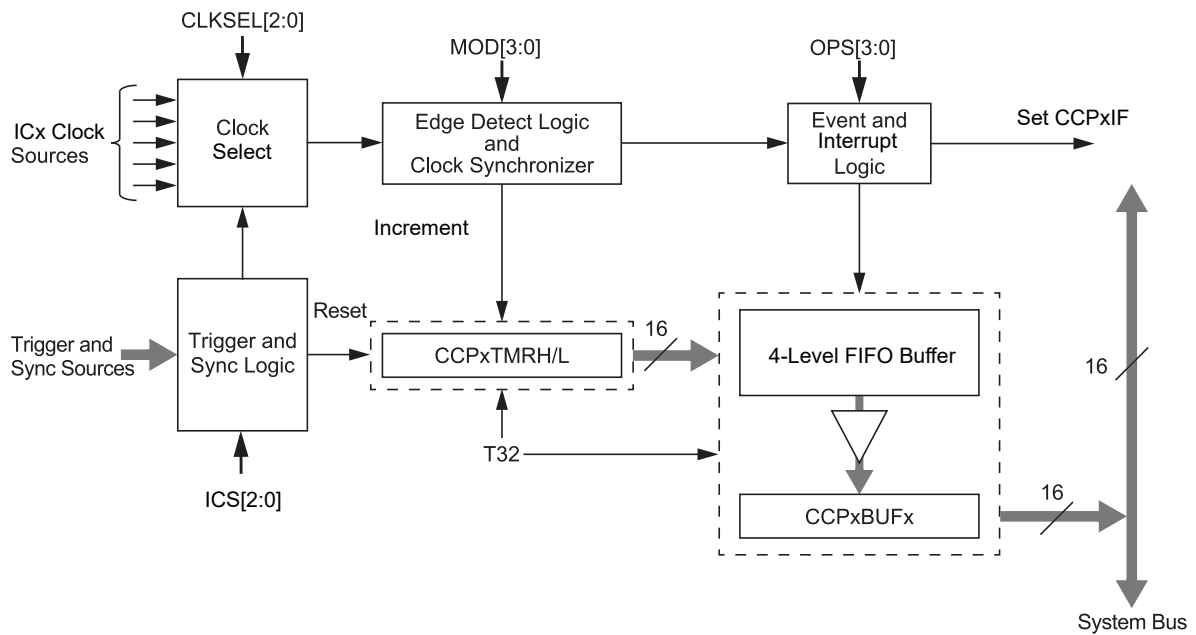 CLKSEL[2:0]
MOD[3:0]
OPS[3:0]
ICx Clock
Sources
Clock
Select
Edge Detect Logic
and
Clock Synchronizer
Event and
Interrupt
Logic
Set CCPxIF
Increment
Trigger and
Sync Sources
Trigger and
Sync Logic
Reset
CCPxTMRH/L
16
4-Level FIFO Buffer
16
T32
ICS[2:0]
CCPxBUFx
16
System Bus